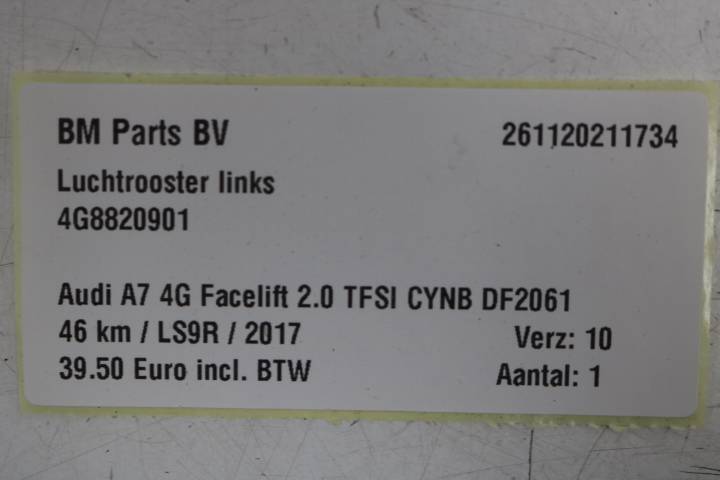 BM Parts BV 261120211734
Luchtrooster links
4G8820901
Audi A7 4G Facelift 2.0 TFSI CYNB DF2061
46 km / LS9R / 2017 Verz: 10
39.50 Euro incl. BTW Aantal: 1